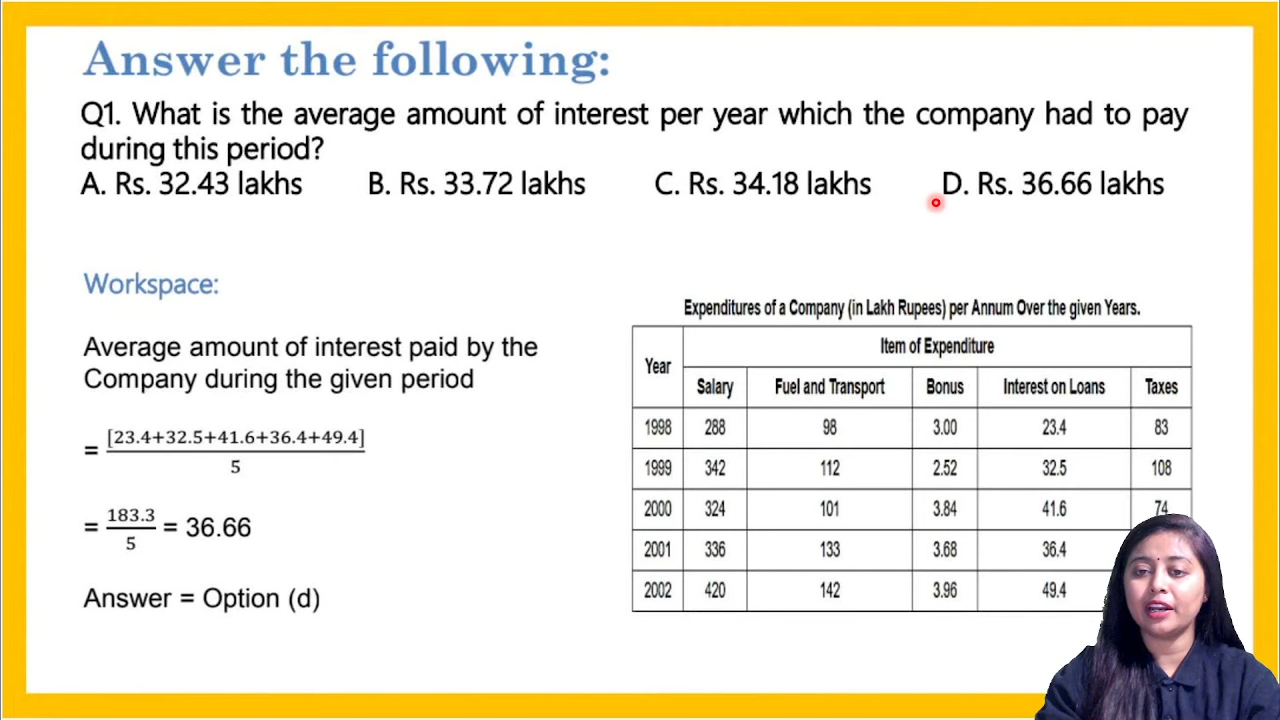 Answer the following:
Q1. What is the average amount of interest per year which the company had to pay
during this period?
A. Rs. 32.43 lakhs B. Rs. 33.72 lakhs C. Rs. 34.18 lakhs D. Rs. 36.66 lakhs
Workspace:
Average amount of interest paid by the
Company during the given period
= [23.4+32.5+41.6+36.4+49.4]
5
= 183.3
5 = 36.66
Answer = Option (d)
Expenditures of a Company (in Lakh Rupees) per Annum Over the given Years.
Year Item of Expenditure
Salary Fuel and Transport Bonus Interest on Loans Taxes
1998 288 98 3.00 23.4 83
1999 342 112 2.52 32.5 108
2000 324 101 3.84 41.6 74
2001 336 133 3.68 36.4
2002 420 142 3.96 49.4